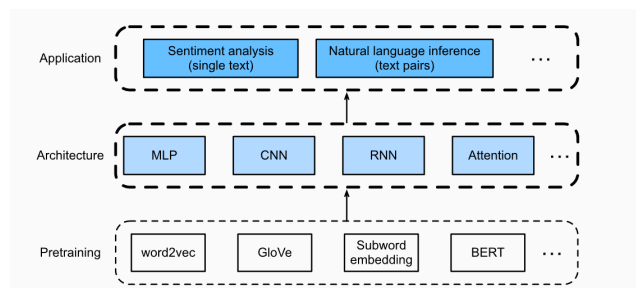 Application
Sentiment analysis
(single text)
Natural language inference
(text pairs)
...
Architecture
MLP
CNN
RNN
Attention
...
Pretraining
word2vec
GloVe
Subword
embedding
BERT
...